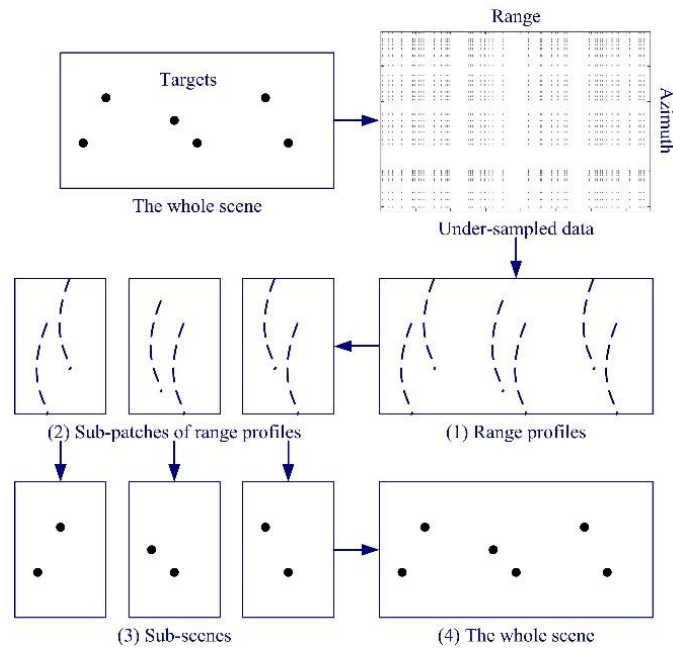 Range
Targets
Azimuth
The whole scene
Under-sampled data
(2) Sub-patches of range profiles
(1) Range profiles
(3) Sub-scenes
(4) The whole scene